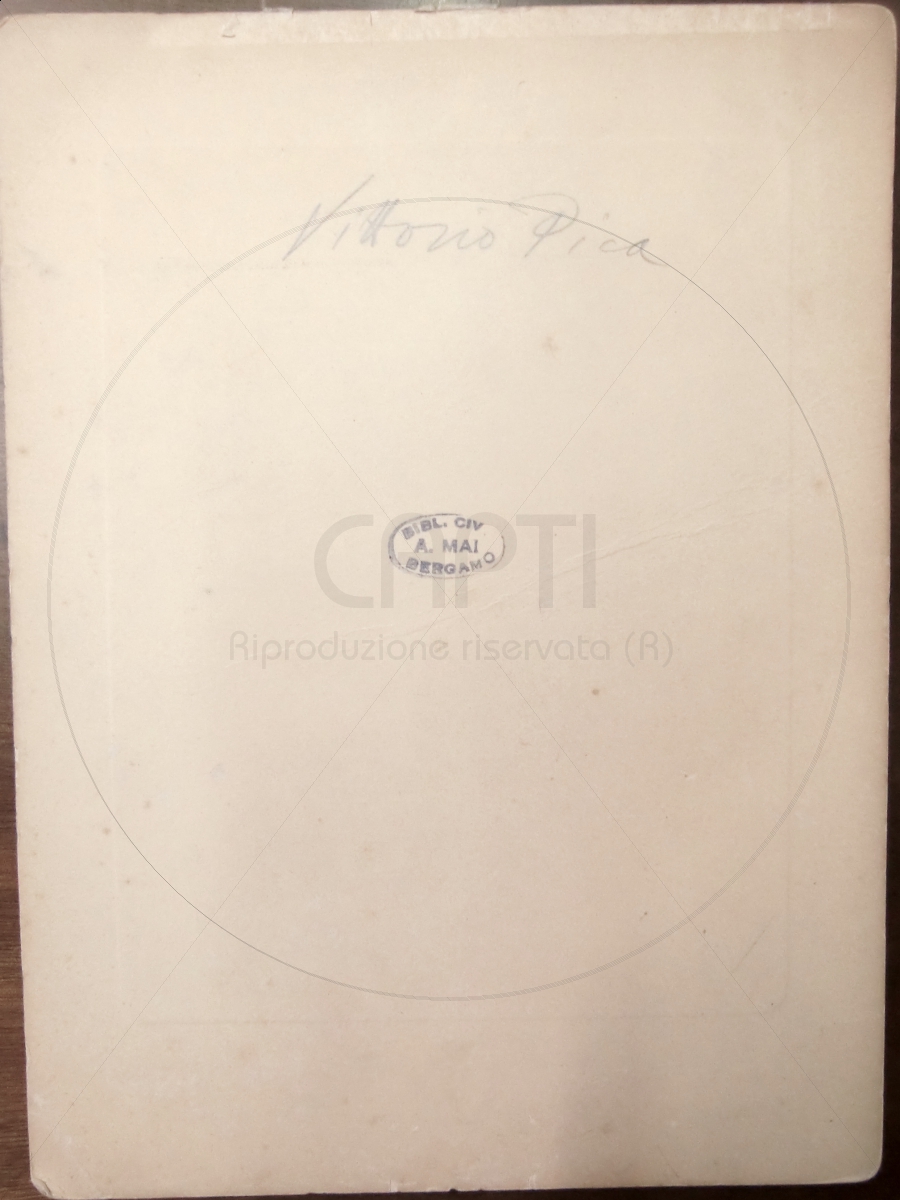 Vittorio Pica
BIBL. CIV
A. MAI
BERGAMO
CAPTI
Riproduzione riservata (R)